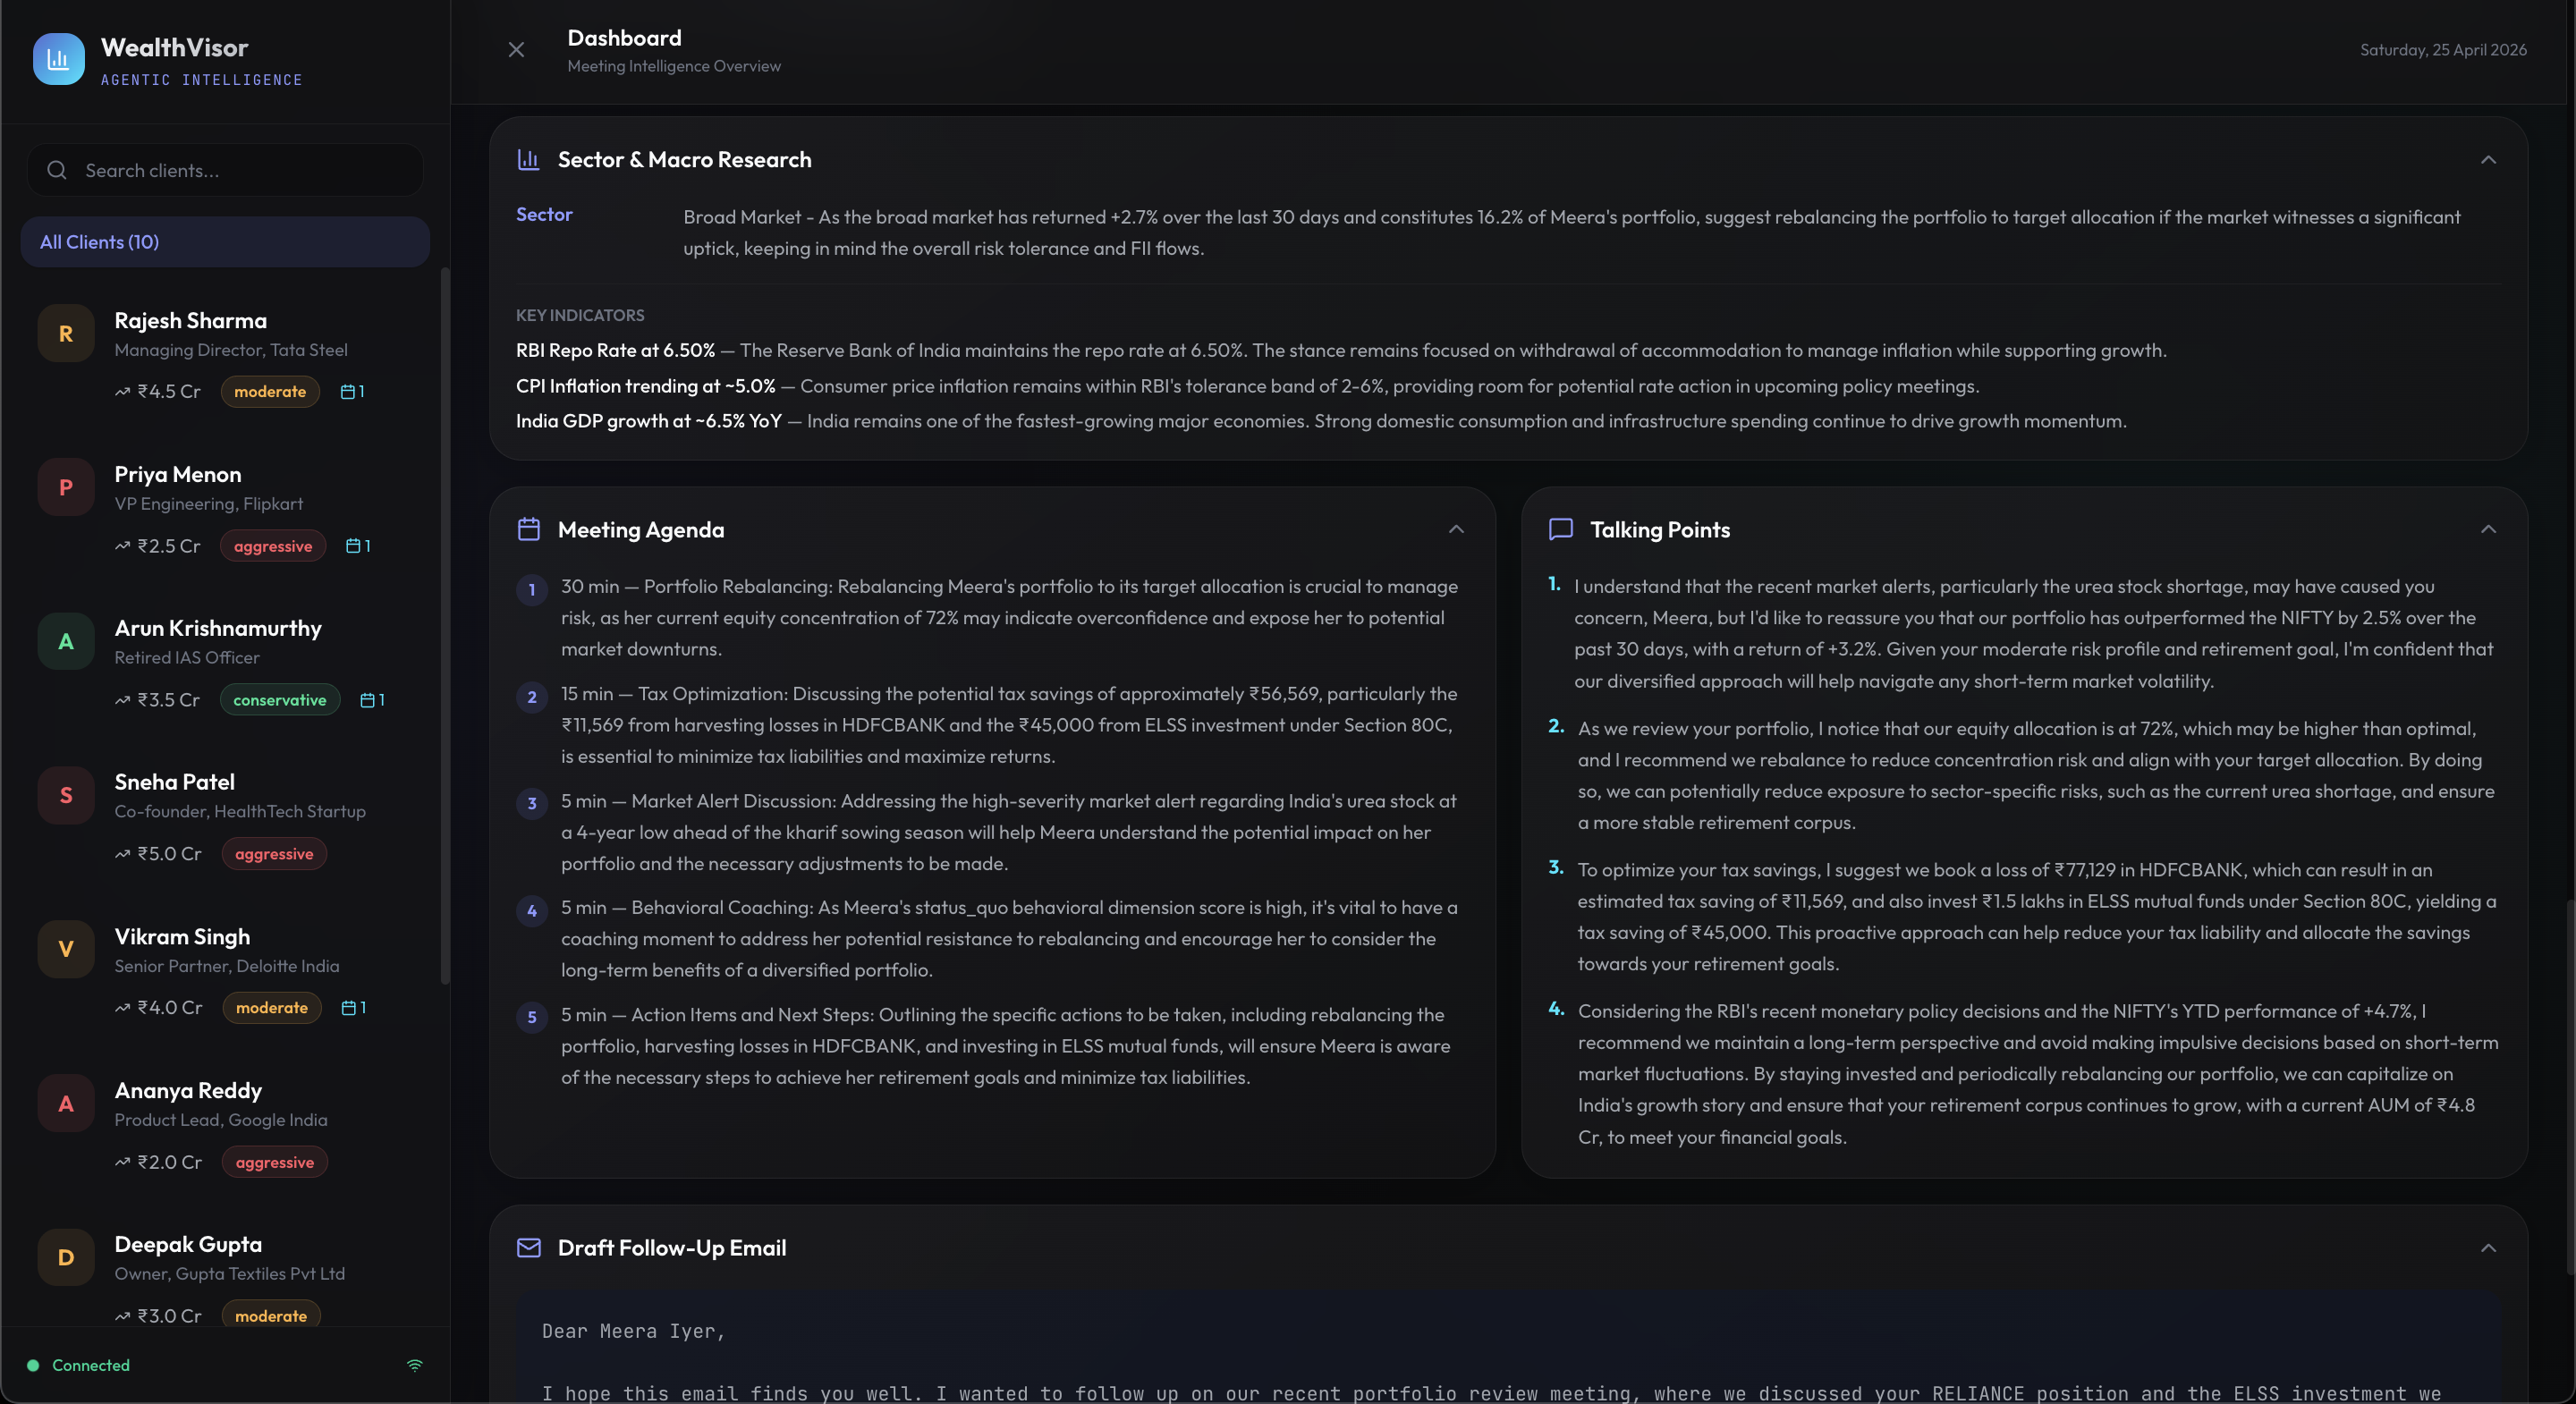 WealthVisor
AGENTIC INTELLIGENCE
Search clients...
All Clients (10)
R
Rajesh Sharma
Managing Director, Tata Steel
₹4.5 Cr
moderate
1
P
Priya Menon
VP Engineering, Flipkart
₹2.5 Cr
aggressive
1
A
Arun Krishnamurthy
Retired IAS Officer
₹3.5 Cr
conservative
1
S
Sneha Patel
Co-founder, HealthTech Startup
₹5.0 Cr
aggressive
V
Vikram Singh
Senior Partner, Deloitte India
₹4.0 Cr
moderate
1
A
Ananya Reddy
Product Lead, Google India
₹2.0 Cr
aggressive
D
Deepak Gupta
Owner, Gupta Textiles Pvt Ltd
₹3.0 Cr
moderate
Connected
Dashboard
Meeting Intelligence Overview
Saturday, 25 April 2026
Sector & Macro Research
Sector
Broad Market - As the broad market has returned +2.7% over the last 30 days and constitutes 16.2% of Meera's portfolio, suggest rebalancing the portfolio to target allocation if the market witnesses a significant
uptick, keeping in mind the overall risk tolerance and FII flows.
KEY INDICATORS
RBI Repo Rate at 6.50% — The Reserve Bank of India maintains the repo rate at 6.50%. The stance remains focused on withdrawal of accommodation to manage inflation while supporting growth.
CPI Inflation trending at ~5.0% — Consumer price inflation remains within RBI's tolerance band of 2-6%, providing room for potential rate action in upcoming policy meetings.
India GDP growth at ~6.5% YoY — India remains one of the fastest-growing major economies. Strong domestic consumption and infrastructure spending continue to drive growth momentum.
Meeting Agenda
1
30 min — Portfolio Rebalancing: Rebalancing Meera's portfolio to its target allocation is crucial to manage
risk, as her current equity concentration of 72% may indicate overconfidence and expose her to potential
market downturns.
2
15 min — Tax Optimization: Discussing the potential tax savings of approximately ₹56,569, particularly the
₹11,569 from harvesting losses in HDFCBANK and the ₹45,000 from ELSS investment under Section 80C,
is essential to minimize tax liabilities and maximize returns.
3
5 min — Market Alert Discussion: Addressing the high-severity market alert regarding India's urea stock at
a 4-year low ahead of the kharif sowing season will help Meera understand the potential impact on her
portfolio and the necessary adjustments to be made.
4
5 min — Behavioral Coaching: As Meera's status_quo behavioral dimension score is high, it's vital to have a
coaching moment to address her potential resistance to rebalancing and encourage her to consider the
long-term benefits of a diversified portfolio.
5
5 min — Action Items and Next Steps: Outlining the specific actions to be taken, including rebalancing the
portfolio, harvesting losses in HDFCBANK, and investing in ELSS mutual funds, will ensure Meera is aware
of the necessary steps to achieve her retirement goals and minimize tax liabilities.
Talking Points
1. I understand that the recent market alerts, particularly the urea stock shortage, may have caused you
concern, Meera, but I'd like to reassure you that our portfolio has outperformed the NIFTY by 2.5% over the
past 30 days, with a return of +3.2%. Given your moderate risk profile and retirement goal, I'm confident that
our diversified approach will help navigate any short-term market volatility.
2. As we review your portfolio, I notice that our equity allocation is at 72%, which may be higher than optimal,
and I recommend we rebalance to reduce concentration risk and align with your target allocation. By doing
so, we can potentially reduce exposure to sector-specific risks, such as the current urea shortage, and ensure
a more stable retirement corpus.
3. To optimize your tax savings, I suggest we book a loss of ₹77,129 in HDFCBANK, which can result in an
estimated tax saving of ₹11,569, and also invest ₹1.5 lakhs in ELSS mutual funds under Section 80C, yielding a
tax saving of ₹45,000. This proactive approach can help reduce your tax liability and allocate the savings
towards your retirement goals.
4. Considering the RBI's recent monetary policy decisions and the NIFTY's YTD performance of +4.7%, I
recommend we maintain a long-term perspective and avoid making impulsive decisions based on short-term
market fluctuations. By staying invested and periodically rebalancing our portfolio, we can capitalize on
India's growth story and ensure that your retirement corpus continues to grow, with a current AUM of ₹4.8
Cr, to meet your financial goals.
Draft Follow-Up Email
Dear Meera Iyer,
I hope this email finds you well. I wanted to follow up on our recent portfolio review meeting, where we discussed your RELIANCE position and the ELSS investment we